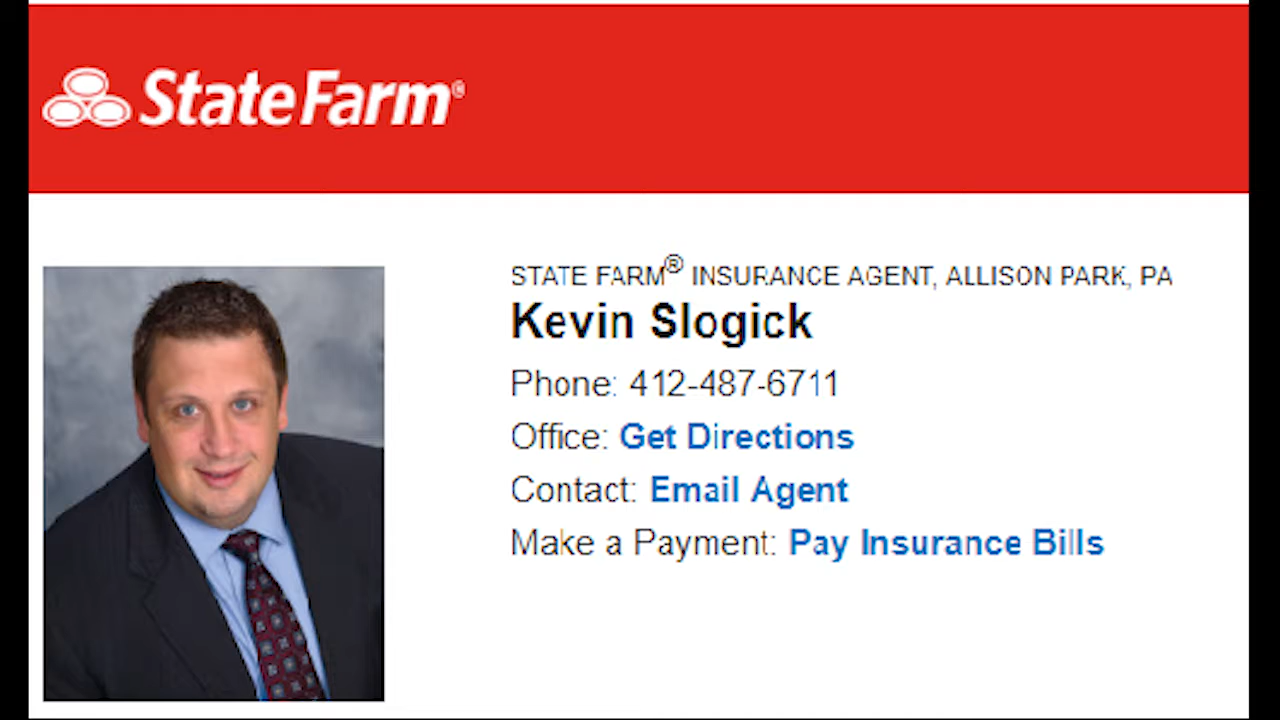 StateFarm®
STATE FARM® INSURANCE AGENT, ALLISON PARK, PA
Kevin Slogick
Phone: 412-487-6711
Office: Get Directions
Contact: Email Agent
Make a Payment: Pay Insurance Bills